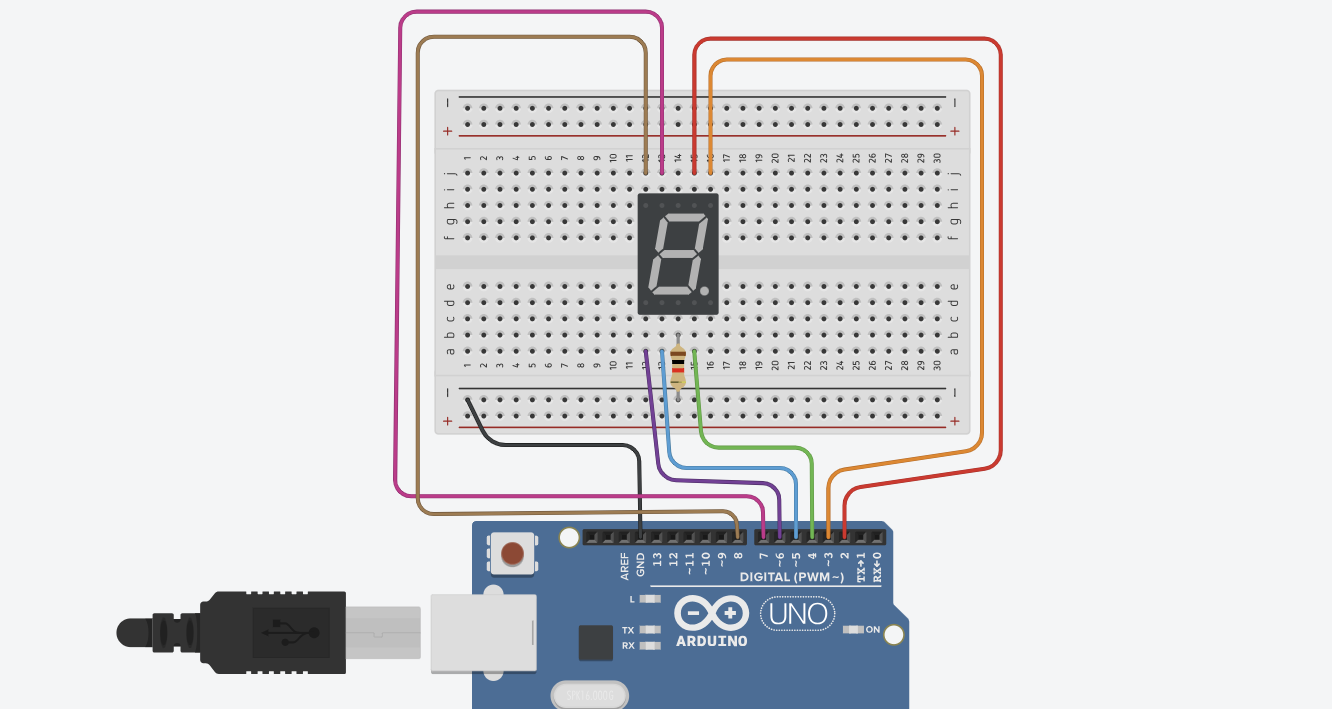 − −
+ +
1 2 3 4 5 6 7 8 9 10 11 12 13 14 15 16 17 18 19 20 21 22 23 24 25 26 27 28 29 30
j j
i i
h h
g g
f f
e e
d d
c c
b b
a a
1 2 3 4 5 6 7 8 9 10 11 12 13 15 16 17 18 19 20 21 22 23 24 25 26 27 28 29 30
− −
+ +
AREF GND 13 12 ~11 ~10 ~9 8 7 ~6 ~5 4 ~3 2 TX→1 RX←0
DIGITAL (PWM~)
L
TX
RX
UNO
ON
ARDUINO